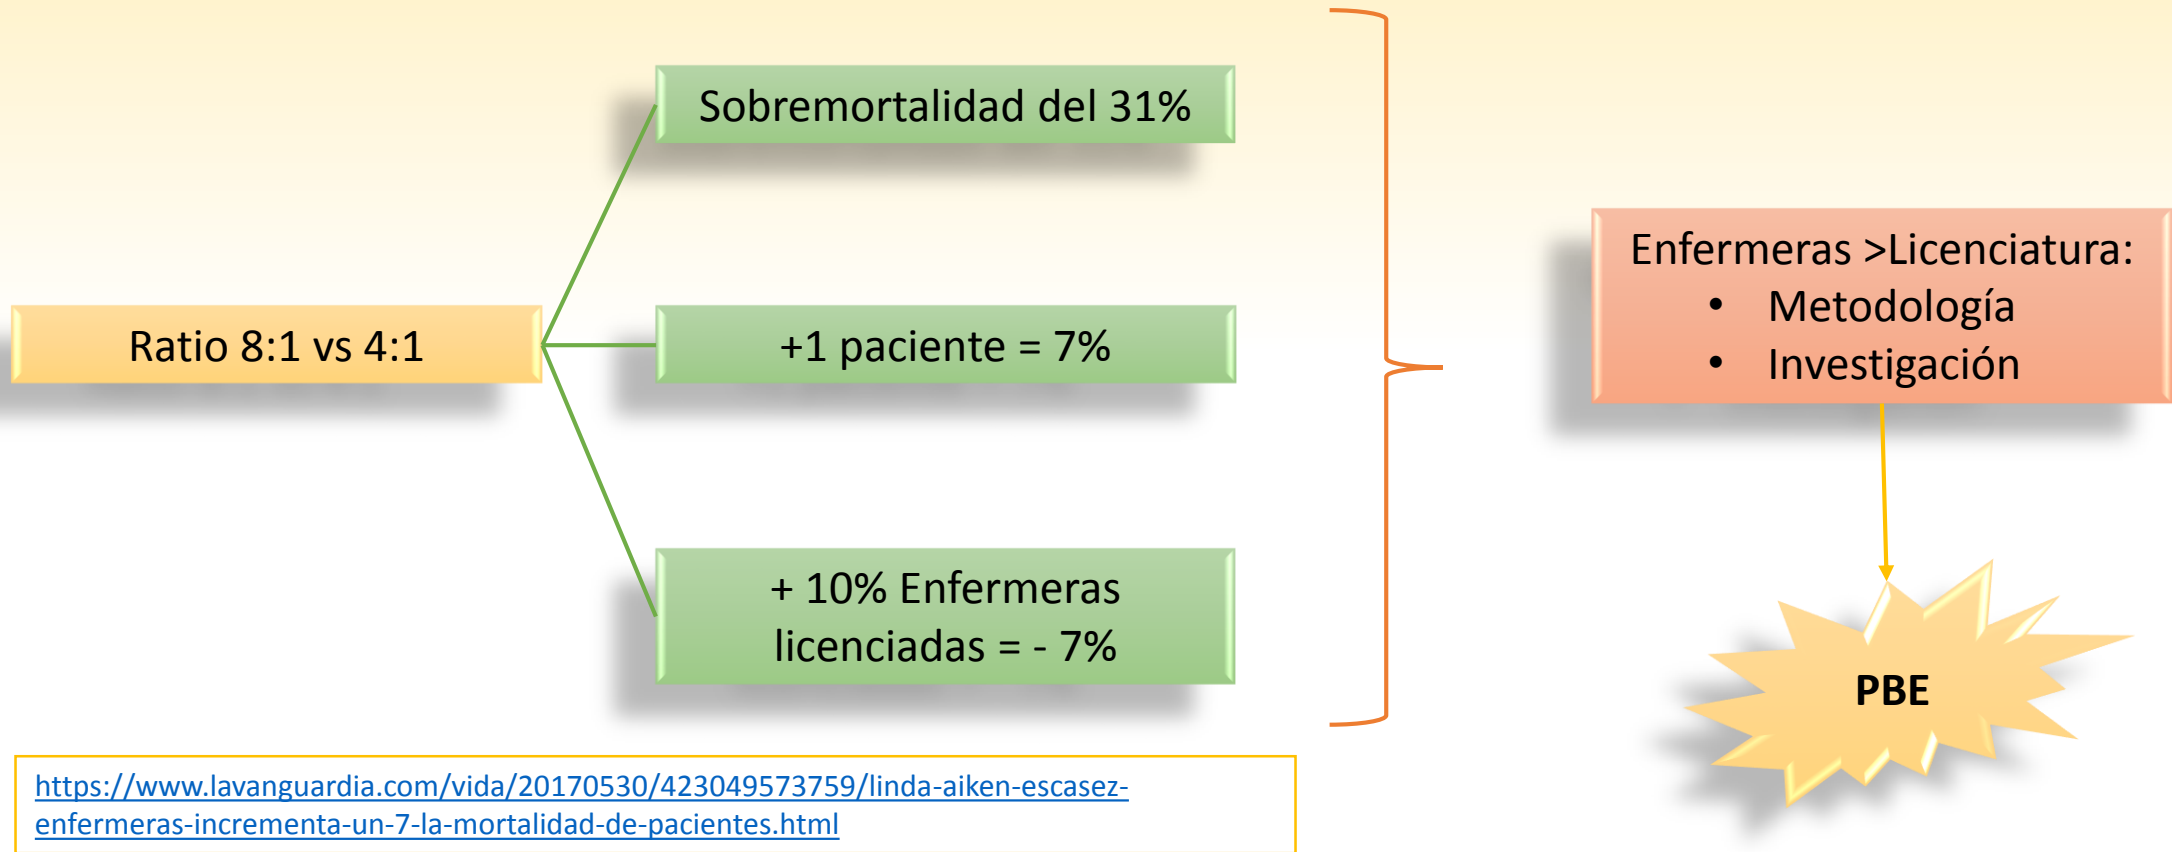 Sobremortalidad del 31%
Ratio 8:1 vs 4:1
+1 paciente = 7%
+ 10% Enfermeras
licenciadas = - 7%
Enfermeras >Licenciatura:
• Metodología
• Investigación
PBE
https://www.lavanguardia.com/vida/20170530/423049573759/linda-aiken-escasez-
enfermeras-incrementa-un-7-la-mortalidad-de-pacientes.html